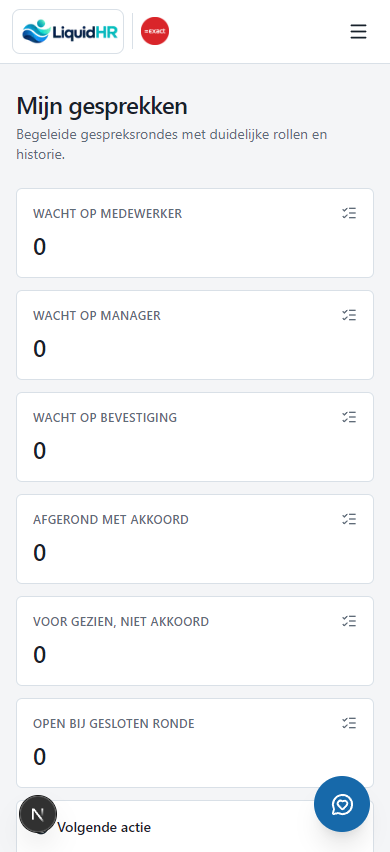 LiquidHR
=exact
Mijn gesprekken
Begeleide gespreksrondes met duidelijke rollen en
historie.
WACHT OP MEDEWERKER
0
WACHT OP MANAGER
0
WACHT OP BEVESTIGING
0
AFGEROND MET AKKOORD
0
VOOR GEZIEN, NIET AKKOORD
0
OPEN BIJ GESLOTEN RONDE
0
N
Volgende actie